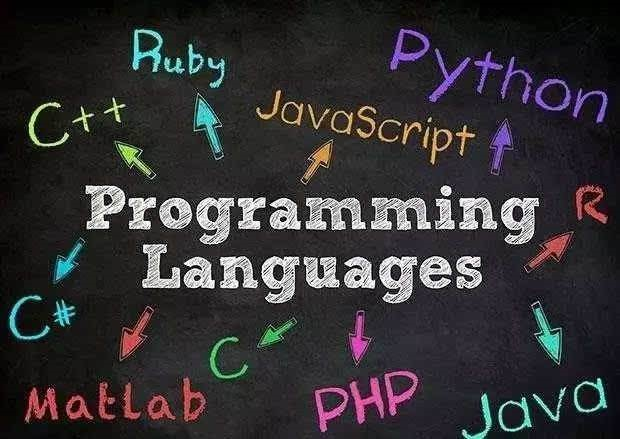 Ruby
Python
C++
JavaScript
Programming
R
Languages
C#
C
Matlab
PHP
Java